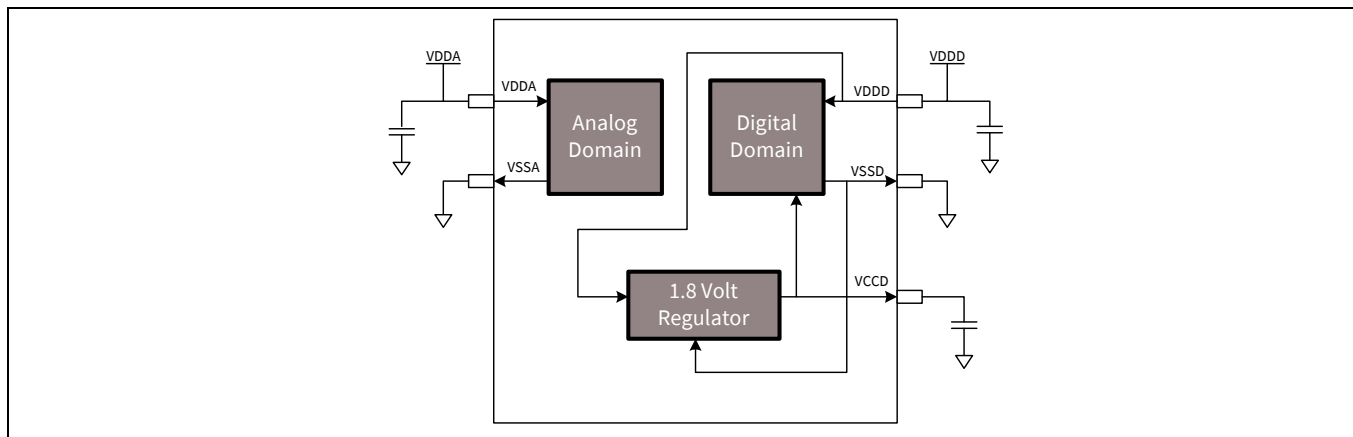 VDDA
VDDD
VDDA
VDDD
Analog
Domain
Digital
Domain
VSSA
VSSD
1.8 Volt
Regulator
VCCD